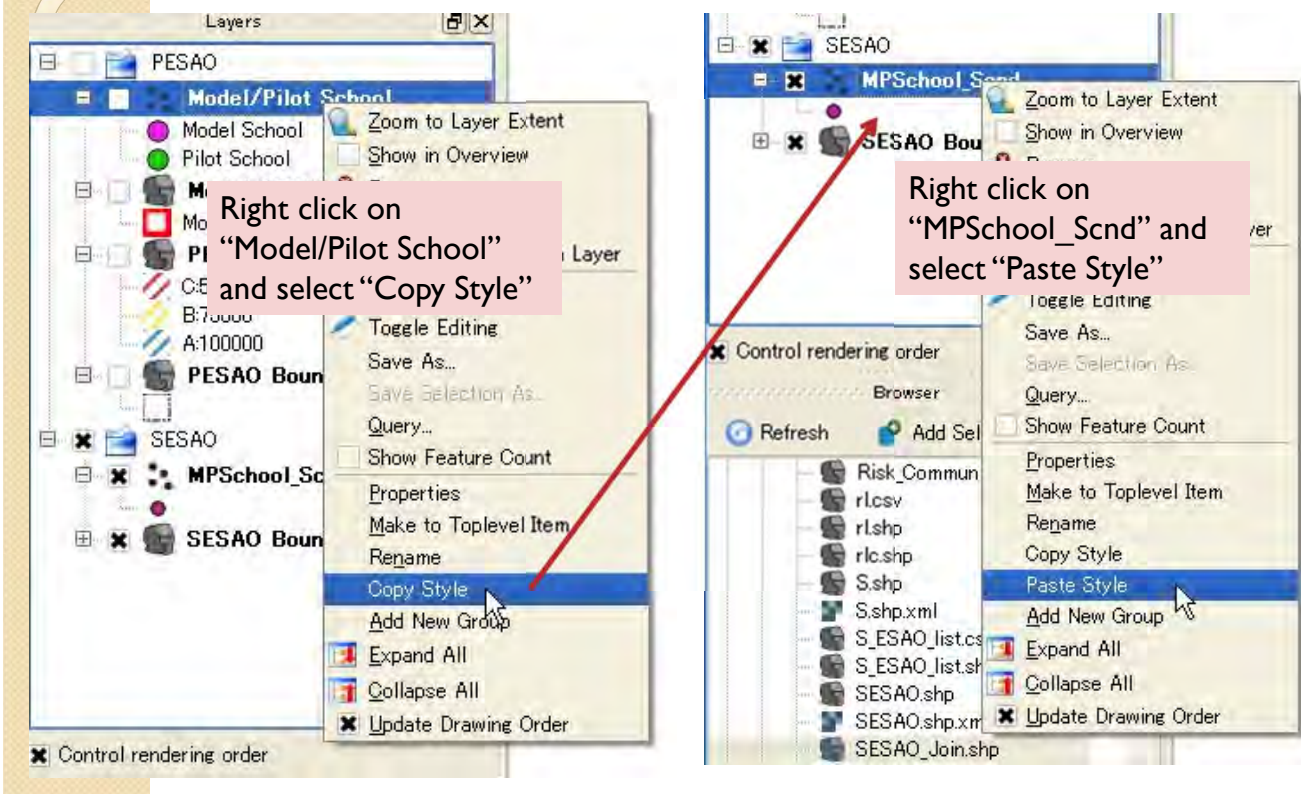 Layers
PESAO
Model/Pilot School
Model School
Pilot School
Mo
C:5
B:75000
A:100000
PESAO Boun
SESAO
MPSchool_Sc
SESAO Boun
Control rendering order
Zoom to Layer Extent
Show in Overview
Layer
Toggle Editing
Save As...
Save Selection As...
Query...
Show Feature Count
Properties
Make to Toplevel Item
Rename
Copy Style
Add New Group
Expand All
Collapse All
Update Drawing Order
Right click on
“Model/Pilot School”
and select “Copy Style”
SESAO
MPSchool_Scnd
SESAO Bou
Zoom to Layer Extent
Show in Overview
Right click on
“MPSchool_Scnd” and
select “Paste Style”
yer
Toggle Editing
Save As...
Save Selection As...
Query...
Show Feature Count
Properties
Make to Toplevel Item
Rename
Copy Style
Paste Style
Add New Group
Expand All
Collapse All
Update Drawing Order
Control rendering order
Browser
Refresh
Add Sel
Risk_Commun
rl.csv
rl.shp
rlc.shp
S.shp
S.shp.xml
S_ESAO_list.cs
S_ESAO_list.sh
SESAO.shp
SESAO.shp.xm
SESAO_Join.shp